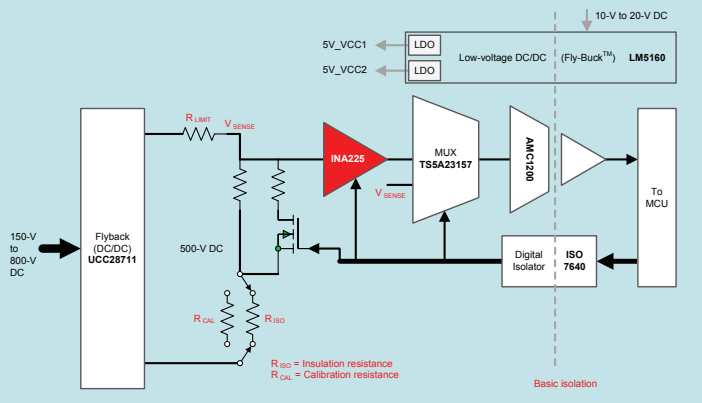 10-V to 20-V DC
5V_VCC1
LDO
5V_VCC2
LDO
Low-voltage DC/DC
(Fly-Buck™)
LM5160
R LIMIT
V SENSE
INA225
MUX
TS5A23157
AMC1200
V SENSE
To
MCU
150-V
to
800-V
DC
Flyback
(DC/DC)
UCC28711
500-V DC
Digital
Isolator
ISO
7640
R CAL
R ISO
R ISO = Insulation resistance
R CAL = Calibration resistance
Basic isolation